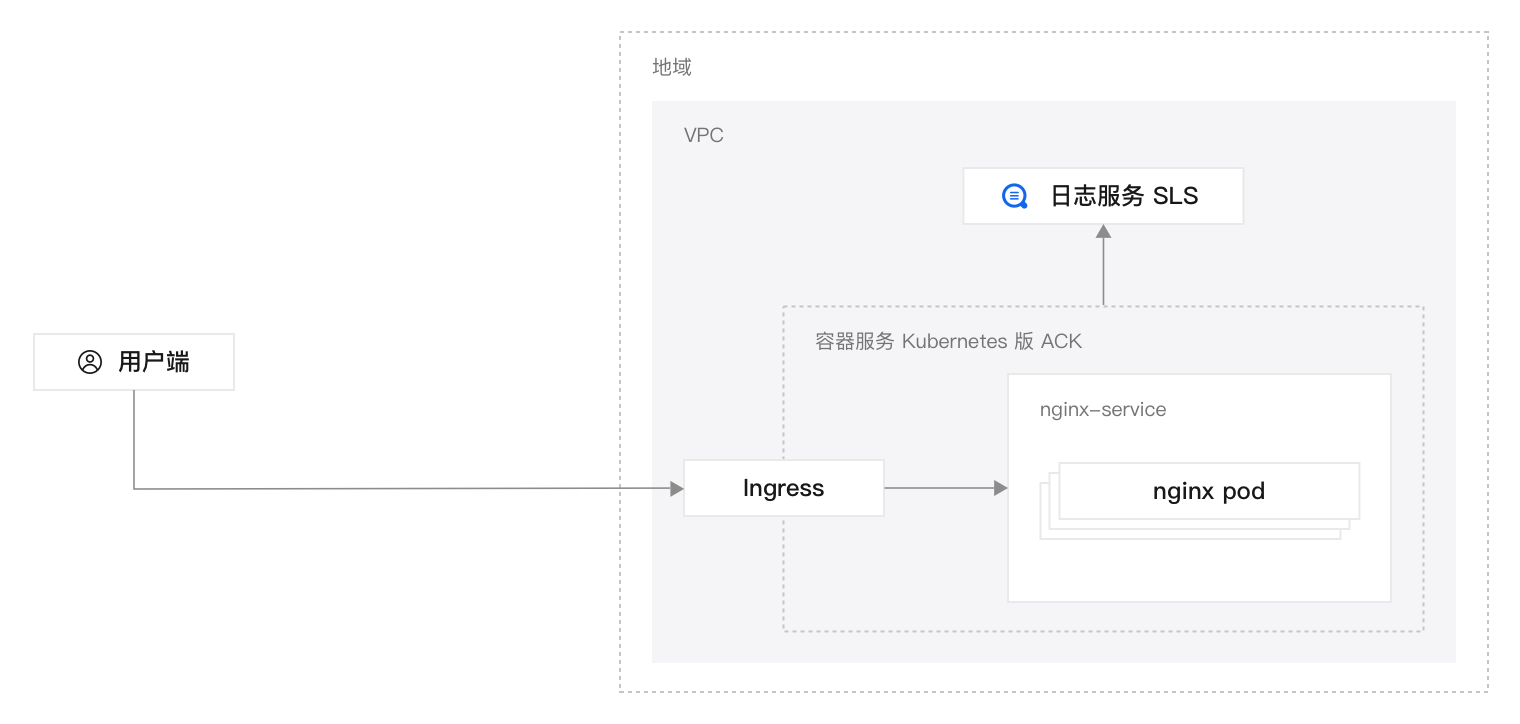 地域
VPC
日志服务 SLS
容器服务 Kubernetes 版 ACK
用户端
nginx-service
Ingress
nginx pod